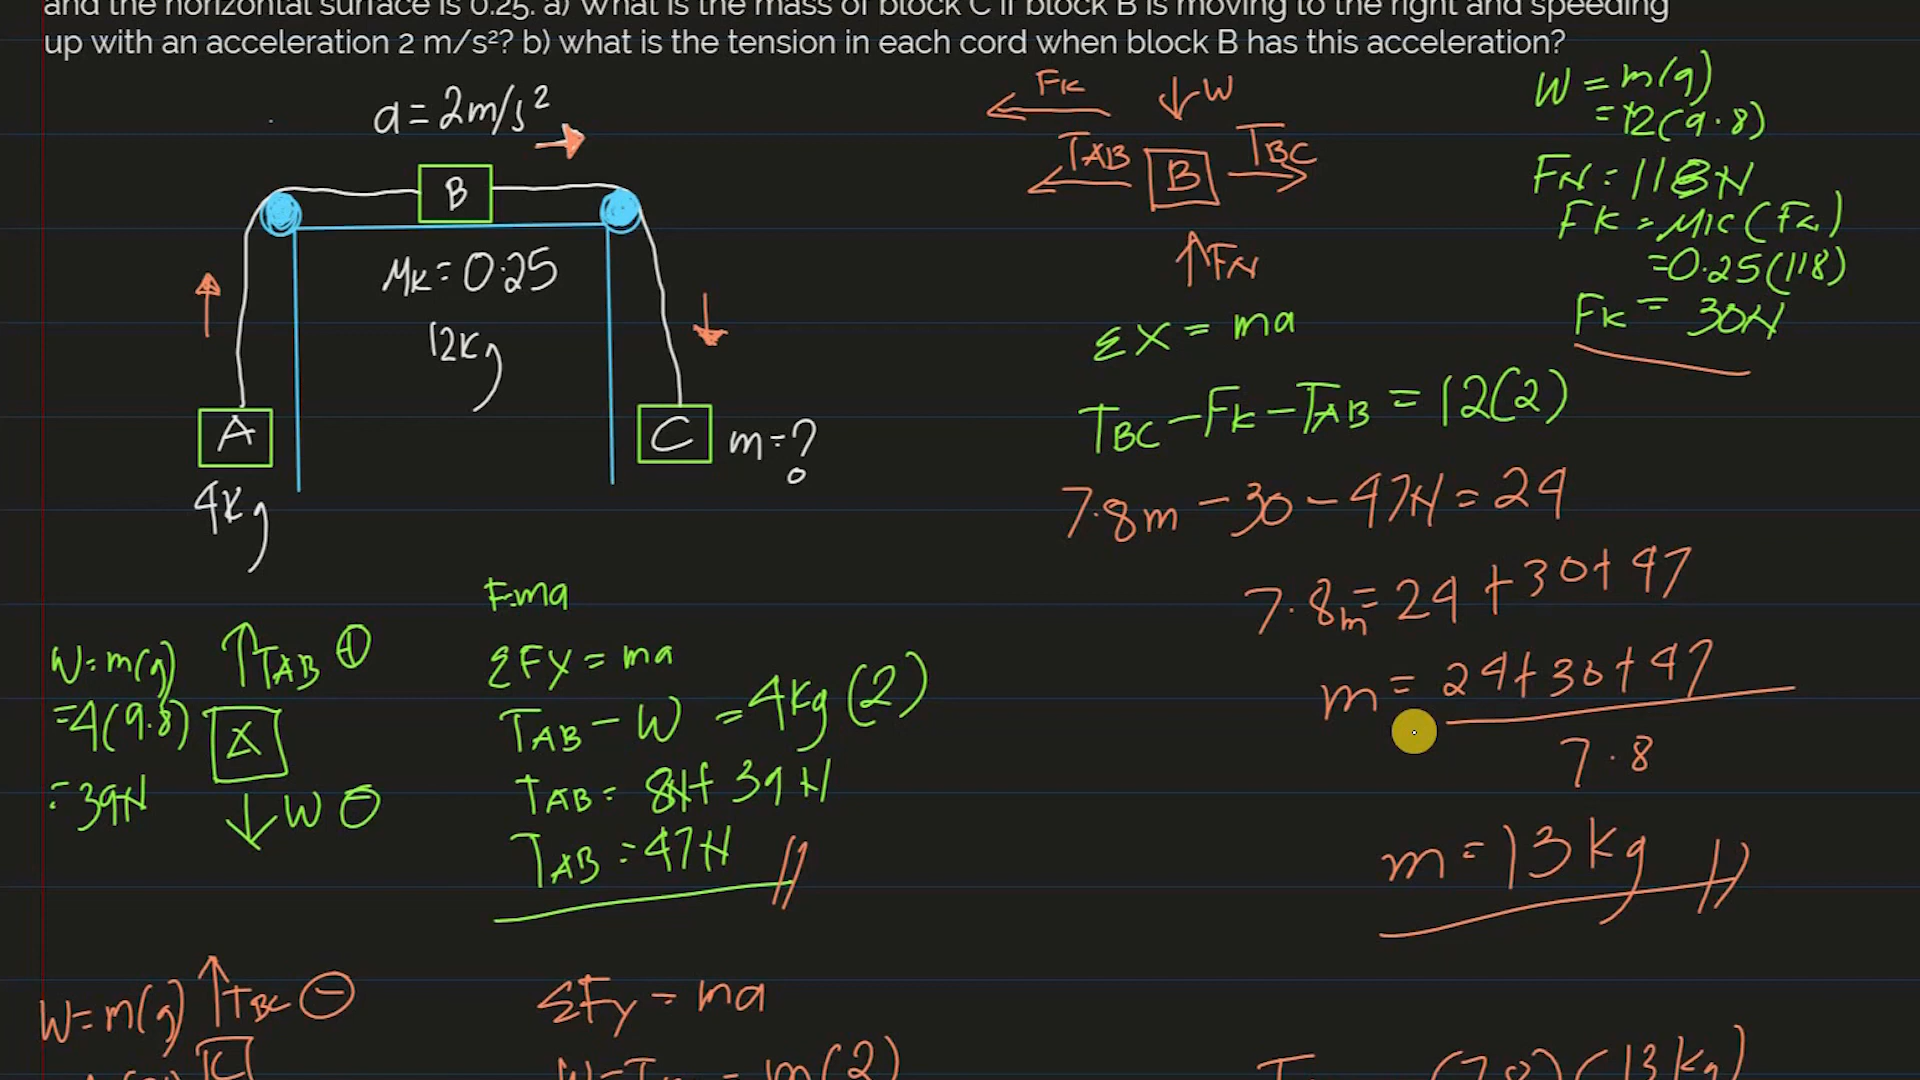 and the horizontal surface is 0.25. a) What is the mass of block C if block B is moving to the right and speeding
up with an acceleration 2 m/s²? b) what is the tension in each cord when block B has this acceleration?
a = 2m/s²
B
μK = 0.25
12Kg
A
4Kg
C m = ?
FK
W
TAB B TBC
FN
W = m(g)
= 12(9.8)
FN = 118N
FK = μK(FN)
= 0.25(118)
FK = 30N
ΣX = ma
TBC - FK - TAB = 12(2)
7.8m - 30 - 47N = 24
7.8m = 24 + 30 + 47
m = 24 + 30 + 47
7.8
m = 13kg //
W = m(g)
= 4(9.8)
= 39N
TAB +
A
W -
F=ma
ΣFY = ma
TAB - W = 4kg(2)
TAB = 8N + 39N
TAB = 47N //
W = m(g)
TBC -
C
ΣFy = ma
= m(2)
(13kg)